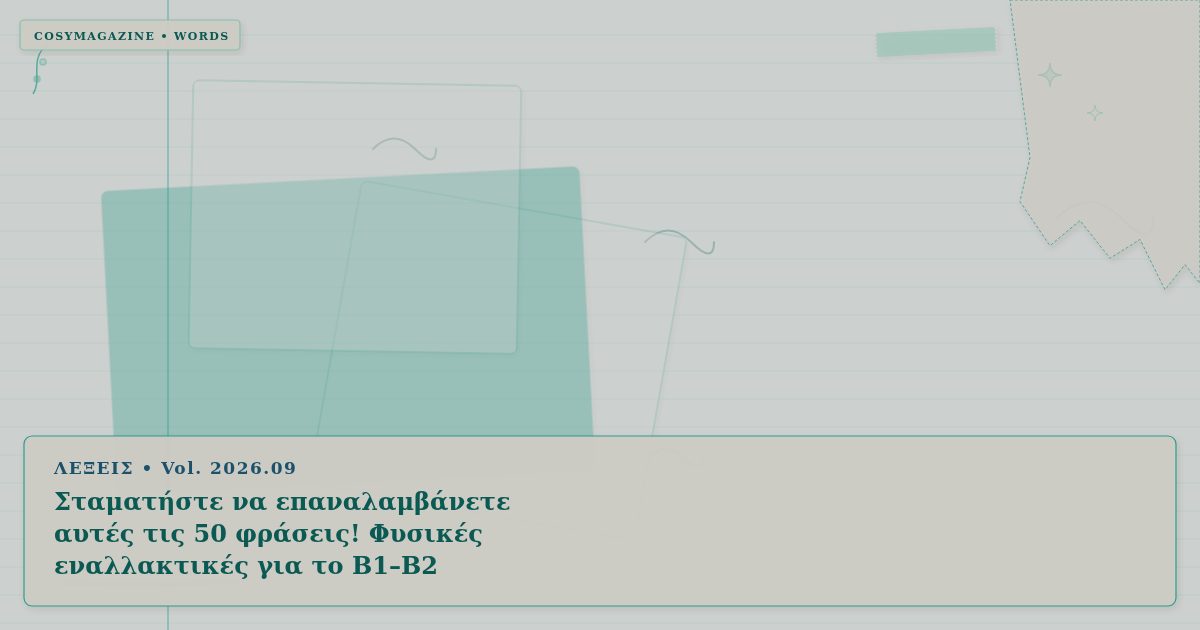 COSYMAGAZINE • WORDS
ΛΕΞΕΙΣ • Vol. 2026.09
Σταματήστε να επαναλαμβάνετε
αυτές τις 50 φράσεις! Φυσικές
εναλλακτικές για το B1–B2